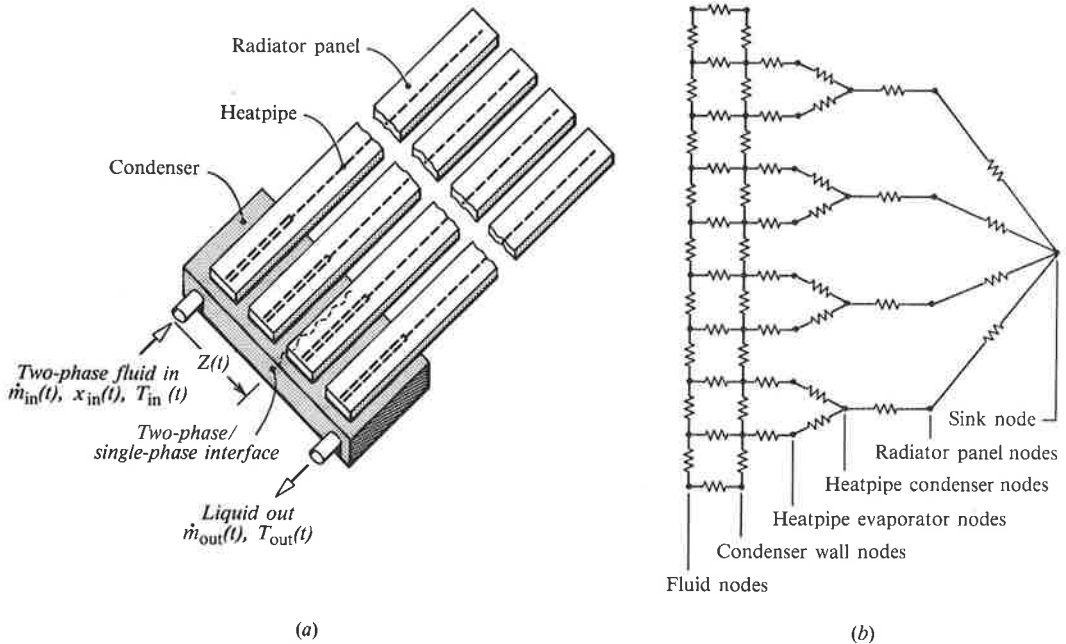 Radiator panel
Heatpipe
Condenser
Two-phase fluid in
ṁin(t), xin(t), Tin (t)
Z(t)
Two-phase/
single-phase interface
Liquid out
ṁout(t), Tout(t)
(a)
Sink node
Radiator panel nodes
Heatpipe condenser nodes
Heatpipe evaporator nodes
Condenser wall nodes
Fluid nodes
(b)